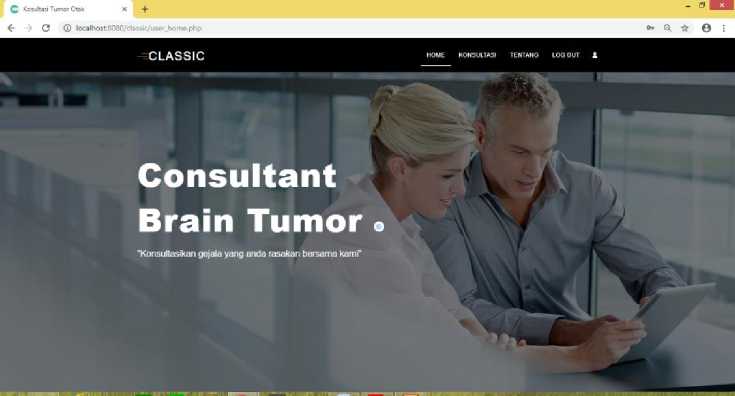 Kosultasi Tumor Otak
localhost:8080/classic/user_home.php
CLASSIC
HOME KONSULTASI TENTANG LOG OUT
Consultant
Brain Tumor
"Konsultasikan gejala yang anda rasakan bersama kami"